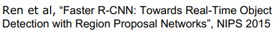 Ren et al, “Faster R-CNN: Towards Real-Time Object
Detection with Region Proposal Networks”, NIPS 2015